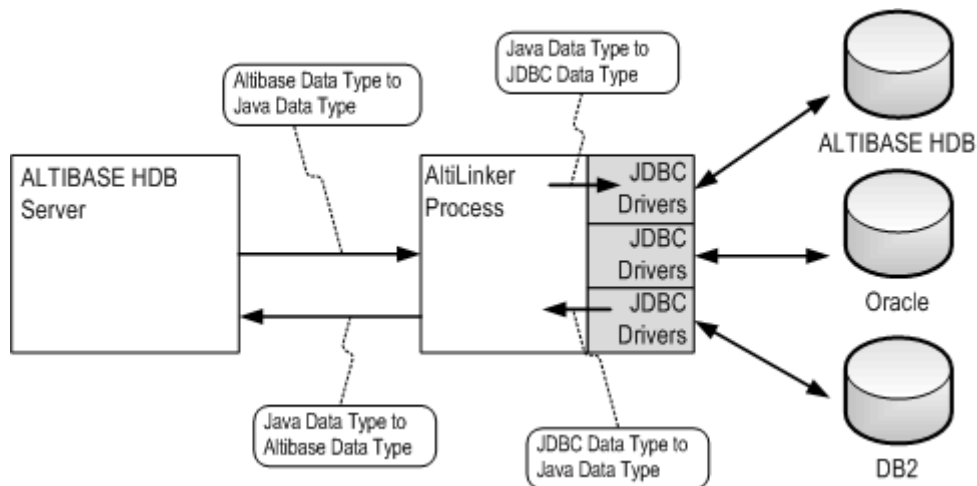 Java Data Type to
JDBC Data Type
Altibase Data Type to
Java Data Type
ALTIBASE HDB
ALTIBASE HDB
Server
AltiLinker
Process
JDBC
Drivers
JDBC
Drivers
JDBC
Drivers
Oracle
Java Data Type to
Altibase Data Type
JDBC Data Type to
Java Data Type
DB2